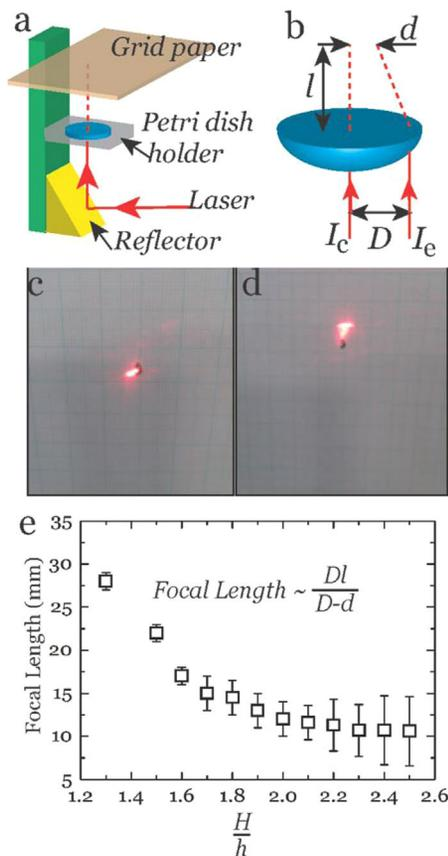 a
Grid paper
Petri dish
holder
Laser
Reflector
b
d
l
I_c D I_e
c
d
e
35
30
25
20
15
10
5
Focal Length (mm)
Focal Length ~ Dl/D-d
1.2 1.4 1.6 1.8 2.0 2.2 2.4 2.6
H/h